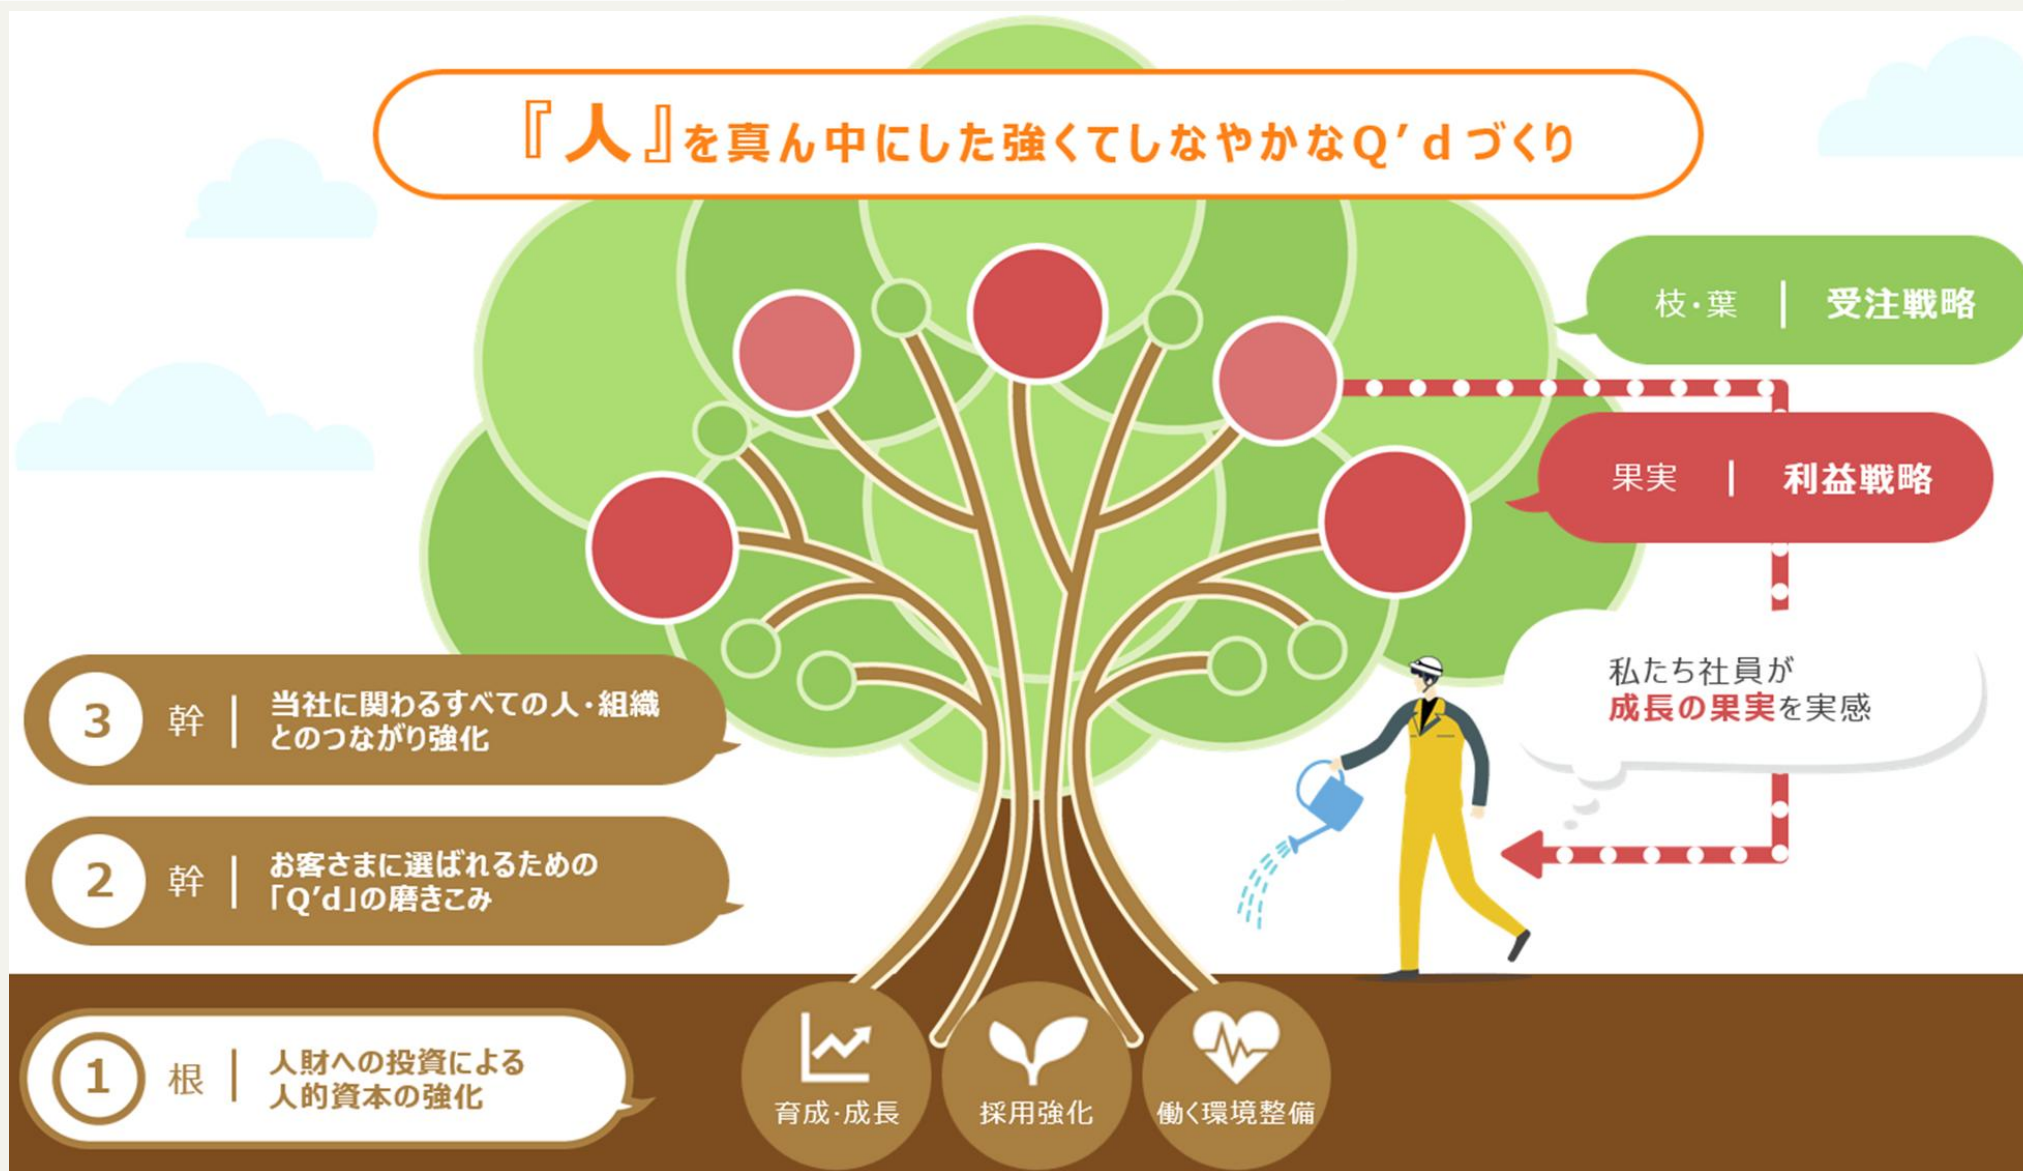 『人』を真ん中にした強くてしなやかなQ'dづくり
枝・葉 | 受注戦略
果実 | 利益戦略
私たち社員が
成長の果実を実感
3 幹 | 当社に関わるすべての人・組織
とのつながり強化
2 幹 | お客さまに選ばれるための
「Q'd」の磨きこみ
1 根 | 人財への投資による
人的資本の強化
育成・成長
採用強化
働く環境整備